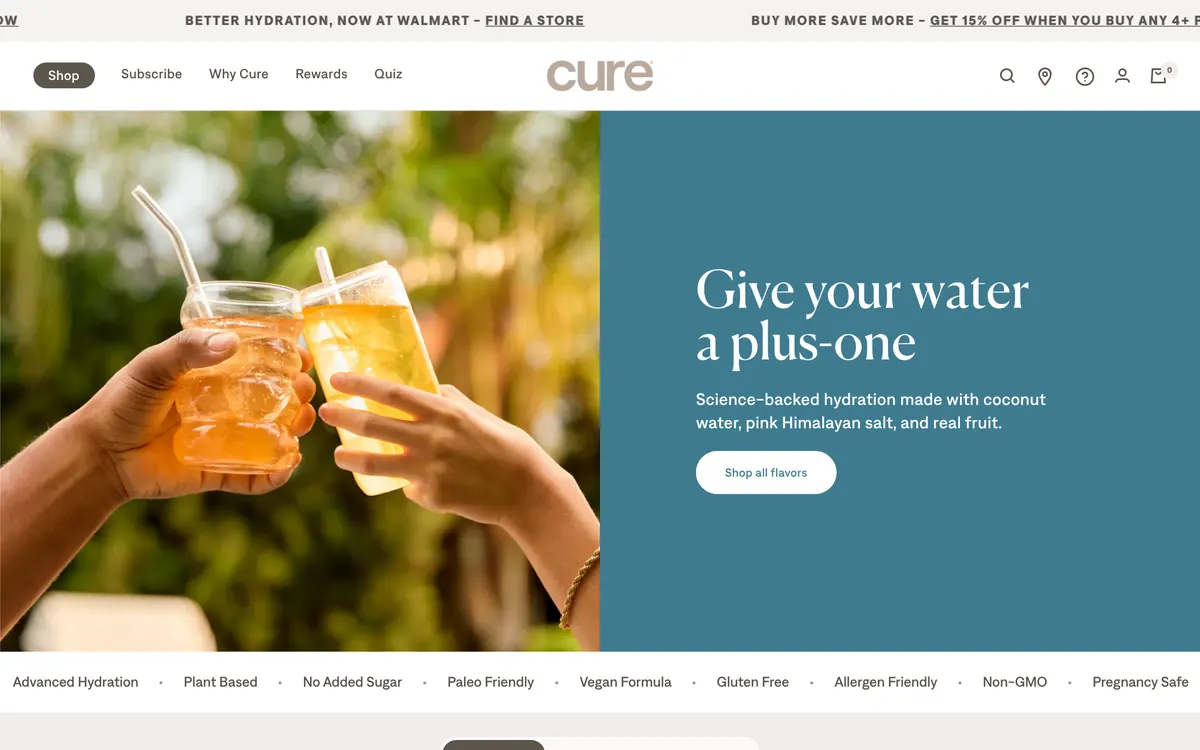 OW
BETTER HYDRATION, NOW AT WALMART – FIND A STORE
BUY MORE SAVE MORE – GET 15% OFF WHEN YOU BUY ANY 4+ P
Shop
Subscribe
Why Cure
Rewards
Quiz
cure
0
Give your water
a plus-one
Science-backed hydration made with coconut
water, pink Himalayan salt, and real fruit.
Shop all flavors
Advanced Hydration • Plant Based • No Added Sugar • Paleo Friendly • Vegan Formula • Gluten Free • Allergen Friendly • Non-GMO • Pregnancy Safe